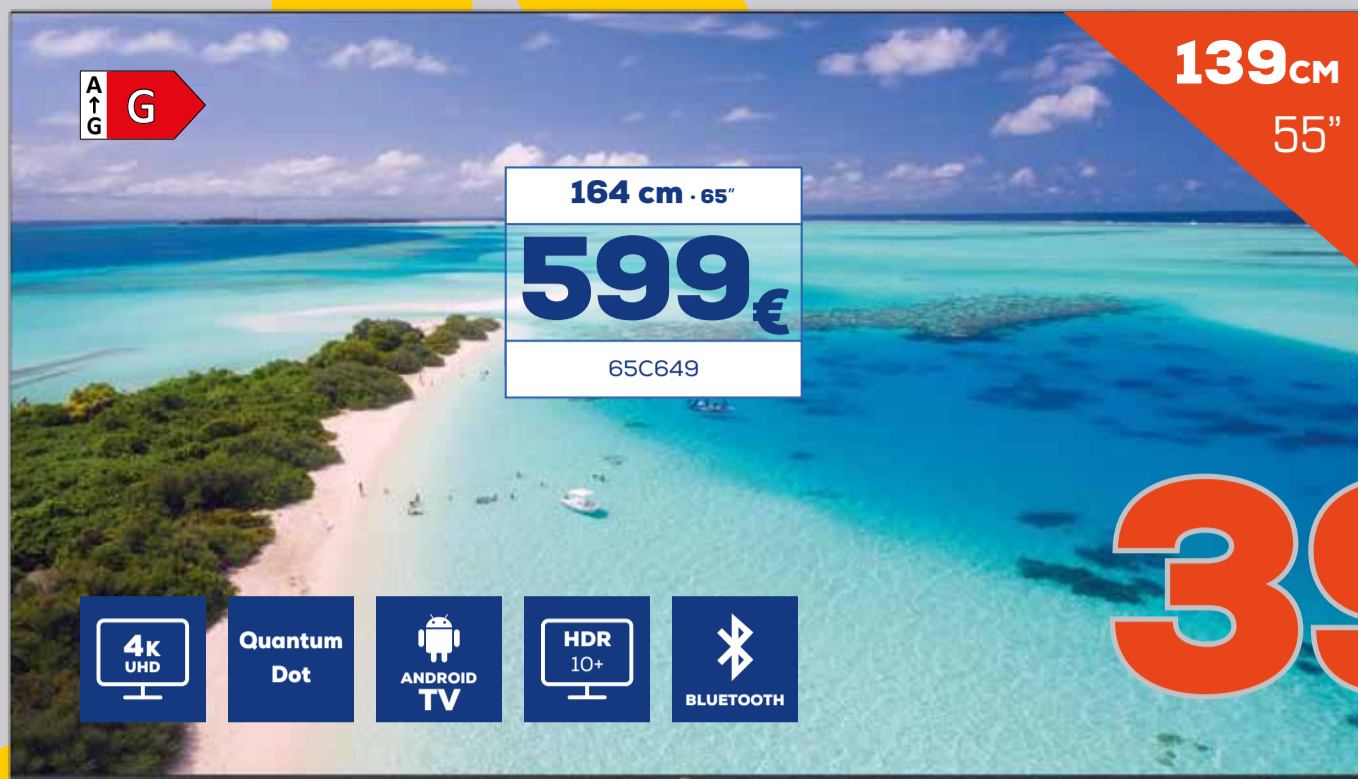 A
↑
G
G
139CM
55”
164 cm · 65″
599€
65C649
4K
UHD
Quantum
Dot
ANDROID
TV
HDR
10+
BLUETOOTH